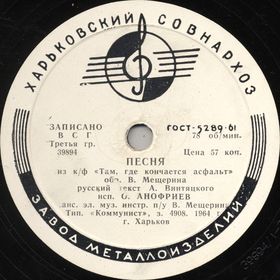 ХАРЬКОВСКИЙ СОВНАРХОЗ
ЗАПИСАНО
ВСГ
Третья гр.
39894
ГОСТ-5289-61
78 об/мин.
Цена 57 коп.
ПЕСНЯ
из к/ф «Там, где кончается асфальт»
обр. В. Мещерина
русский текст А. Винтяцкого
исп. О. АНОФРИЕВ
анс. эл. муз. инстр. п/у В. Мещерина
Тип. «Коммунист», з. 4908. 1964 г.
г. Харьков
ЗАВОД МЕТАЛЛОИЗДЕЛИЙ